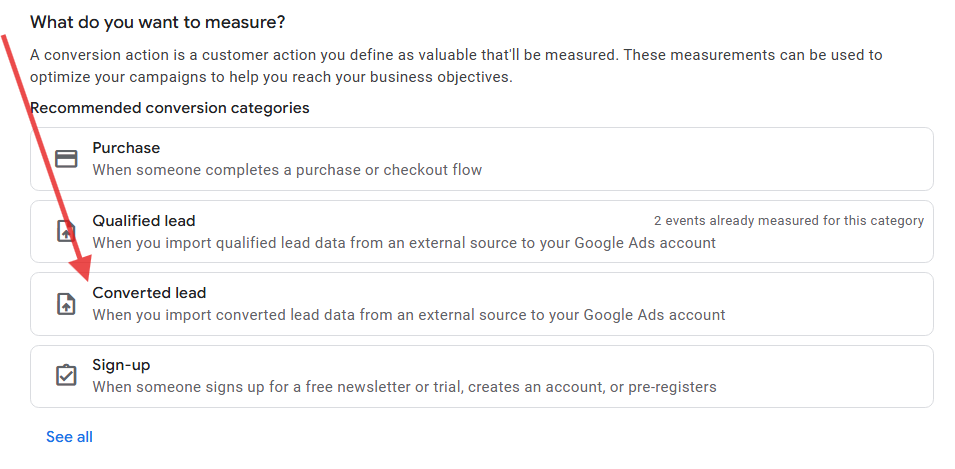 What do you want to measure?
A conversion action is a customer action you define as valuable that'll be measured. These measurements can be used to
optimize your campaigns to help you reach your business objectives.
Recommended conversion categories
Purchase
When someone completes a purchase or checkout flow
Qualified lead
2 events already measured for this category
When you import qualified lead data from an external source to your Google Ads account
Converted lead
When you import converted lead data from an external source to your Google Ads account
Sign-up
When someone signs up for a free newsletter or trial, creates an account, or pre-registers
See all